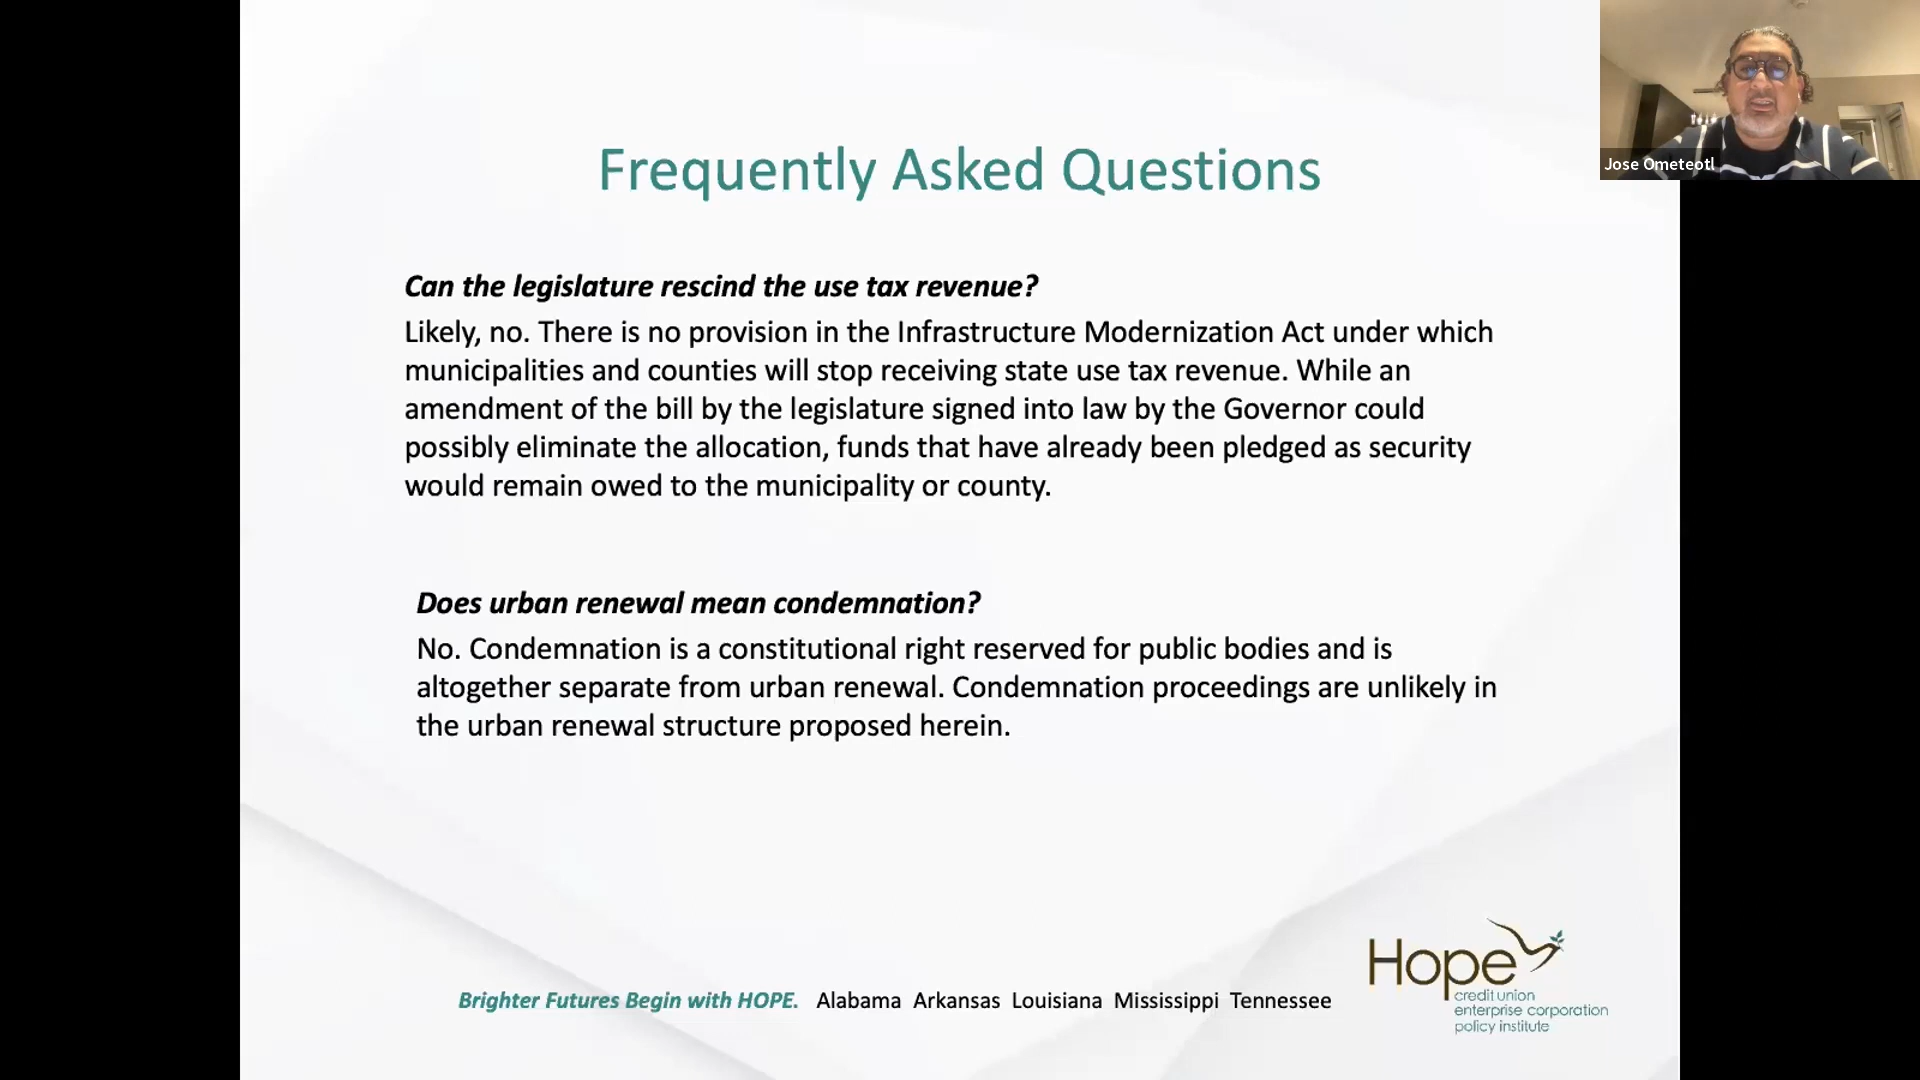 Jose Ometeotl
Frequently Asked Questions
Can the legislature rescind the use tax revenue?
Likely, no. There is no provision in the Infrastructure Modernization Act under which
municipalities and counties will stop receiving state use tax revenue. While an
amendment of the bill by the legislature signed into law by the Governor could
possibly eliminate the allocation, funds that have already been pledged as security
would remain owed to the municipality or county.
Does urban renewal mean condemnation?
No. Condemnation is a constitutional right reserved for public bodies and is
altogether separate from urban renewal. Condemnation proceedings are unlikely in
the urban renewal structure proposed herein.
Brighter Futures Begin with HOPE. Alabama Arkansas Louisiana Mississippi Tennessee
Hope
credit union
enterprise corporation
policy institute